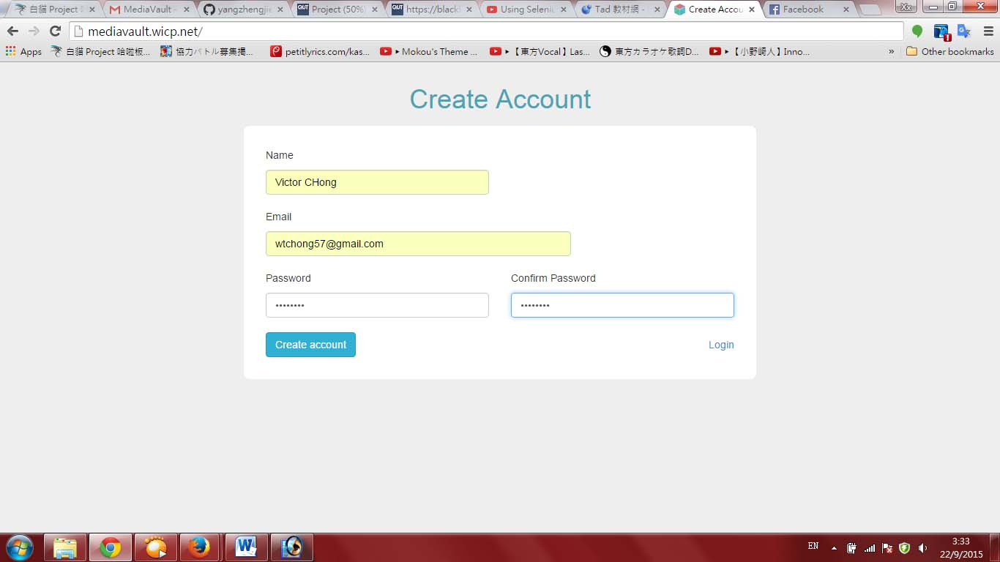 白貓 Project
MediaVault
yangzhengjie
Project (50%)
https://black
Using Seleni
Tad 教材網 -
Create Accou
Facebook
mediavault.wicp.net/
Apps
白貓 Project 哈啦板...
協力バトル募集掲...
petitlyrics.com/kas...
▸ Mokou's Theme ...
▸【東方Vocal】Las...
東方カラオケ歌詞D...
▸【小野﨑人】Inno...
»
Other bookmarks
Create Account
Name
Victor CHong
Email
wtchong57@gmail.com
Password
Confirm Password
••••••••
••••••••
Create account
Login
EN
3:33
22/9/2015